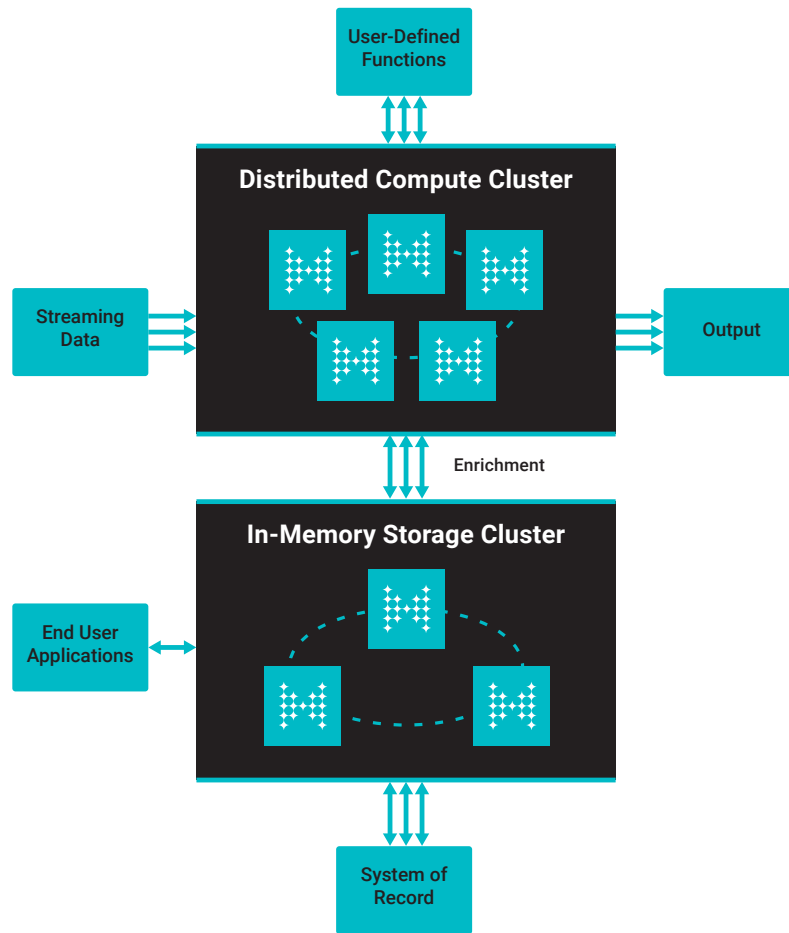 User-Defined
Functions
Distributed Compute Cluster
Streaming
Data
Output
Enrichment
In-Memory Storage Cluster
End User
Applications
System of
Record